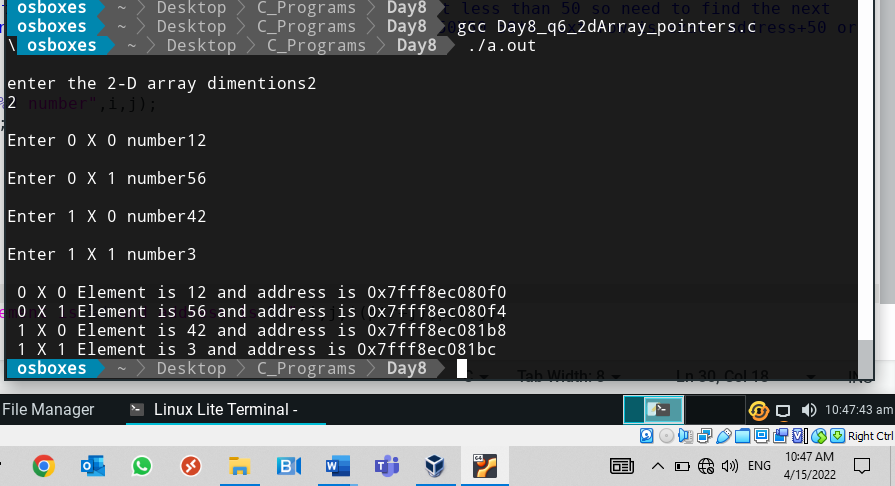 osboxes ~ Desktop C_Programs Day8 t less than 50 so need to find the next
osboxes ~ Desktop C_Programs Day8 gcc Day8_q6_2dArray_pointers.c
\ osboxes ~ Desktop C_Programs Day8 ./a.out
enter the 2-D array dimentions2
2 number",i,j);
;
Enter 0 X 0 number12
Enter 0 X 1 number56
Enter 1 X 0 number42
Enter 1 X 1 number3
0 X 0 Element is 12 and address is 0x7fff8ec080f0
0 X 1 Element is 56 and address is 0x7fff8ec080f4
1 X 0 Element is 42 and address is 0x7fff8ec081b8
1 X 1 Element is 3 and address is 0x7fff8ec081bc
osboxes ~ Desktop C_Programs Day8
C Tab Width: 8 Ln 30, Col 18 INS
File Manager Linux Lite Terminal - 10:47:43 am
Right Ctrl
ENG 10:47 AM
4/15/2022